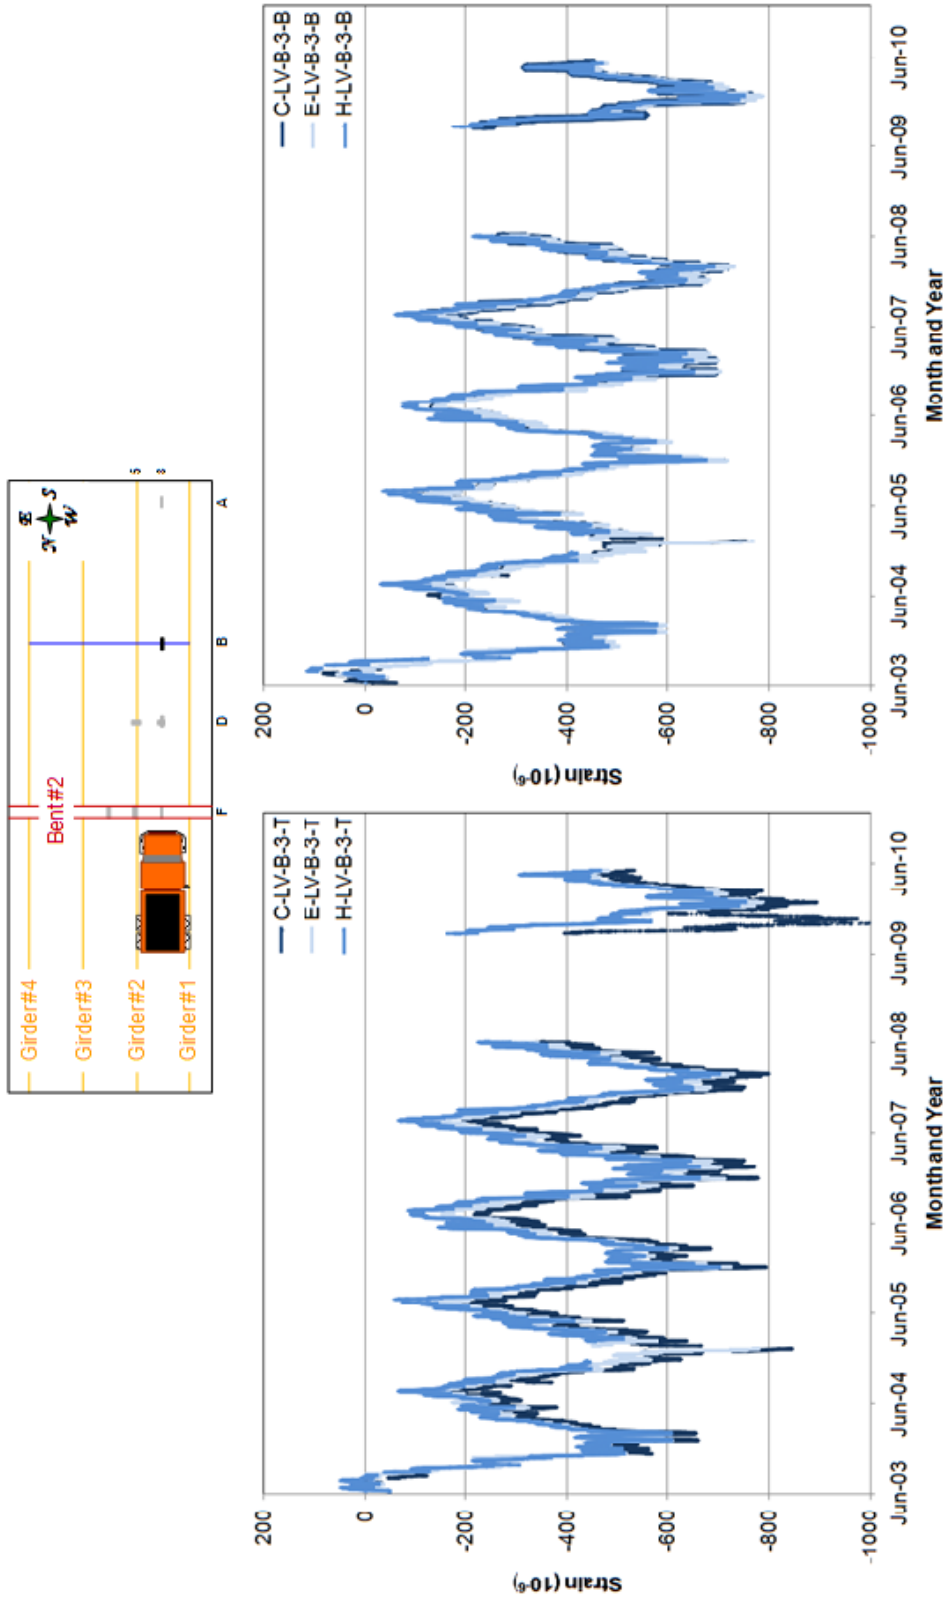 Girder#4
Girder#3
Girder#2
Girder#1
Bent#2
N
E
S
W
5
F
D
B
A
C-LV-B-3-T
E-LV-B-3-T
H-LV-B-3-T
200
0
-200
-400
-600
-800
-1000
Strain (10⁻⁶)
Jun-03
Jun-04
Jun-05
Jun-06
Jun-07
Jun-08
Jun-09
Jun-10
Month and Year
C-LV-B-3-B
E-LV-B-3-B
H-LV-B-3-B
200
0
-200
-400
-600
-800
-1000
Strain (10⁻⁶)
Jun-03
Jun-04
Jun-05
Jun-06
Jun-07
Jun-08
Jun-09
Jun-10
Month and Year